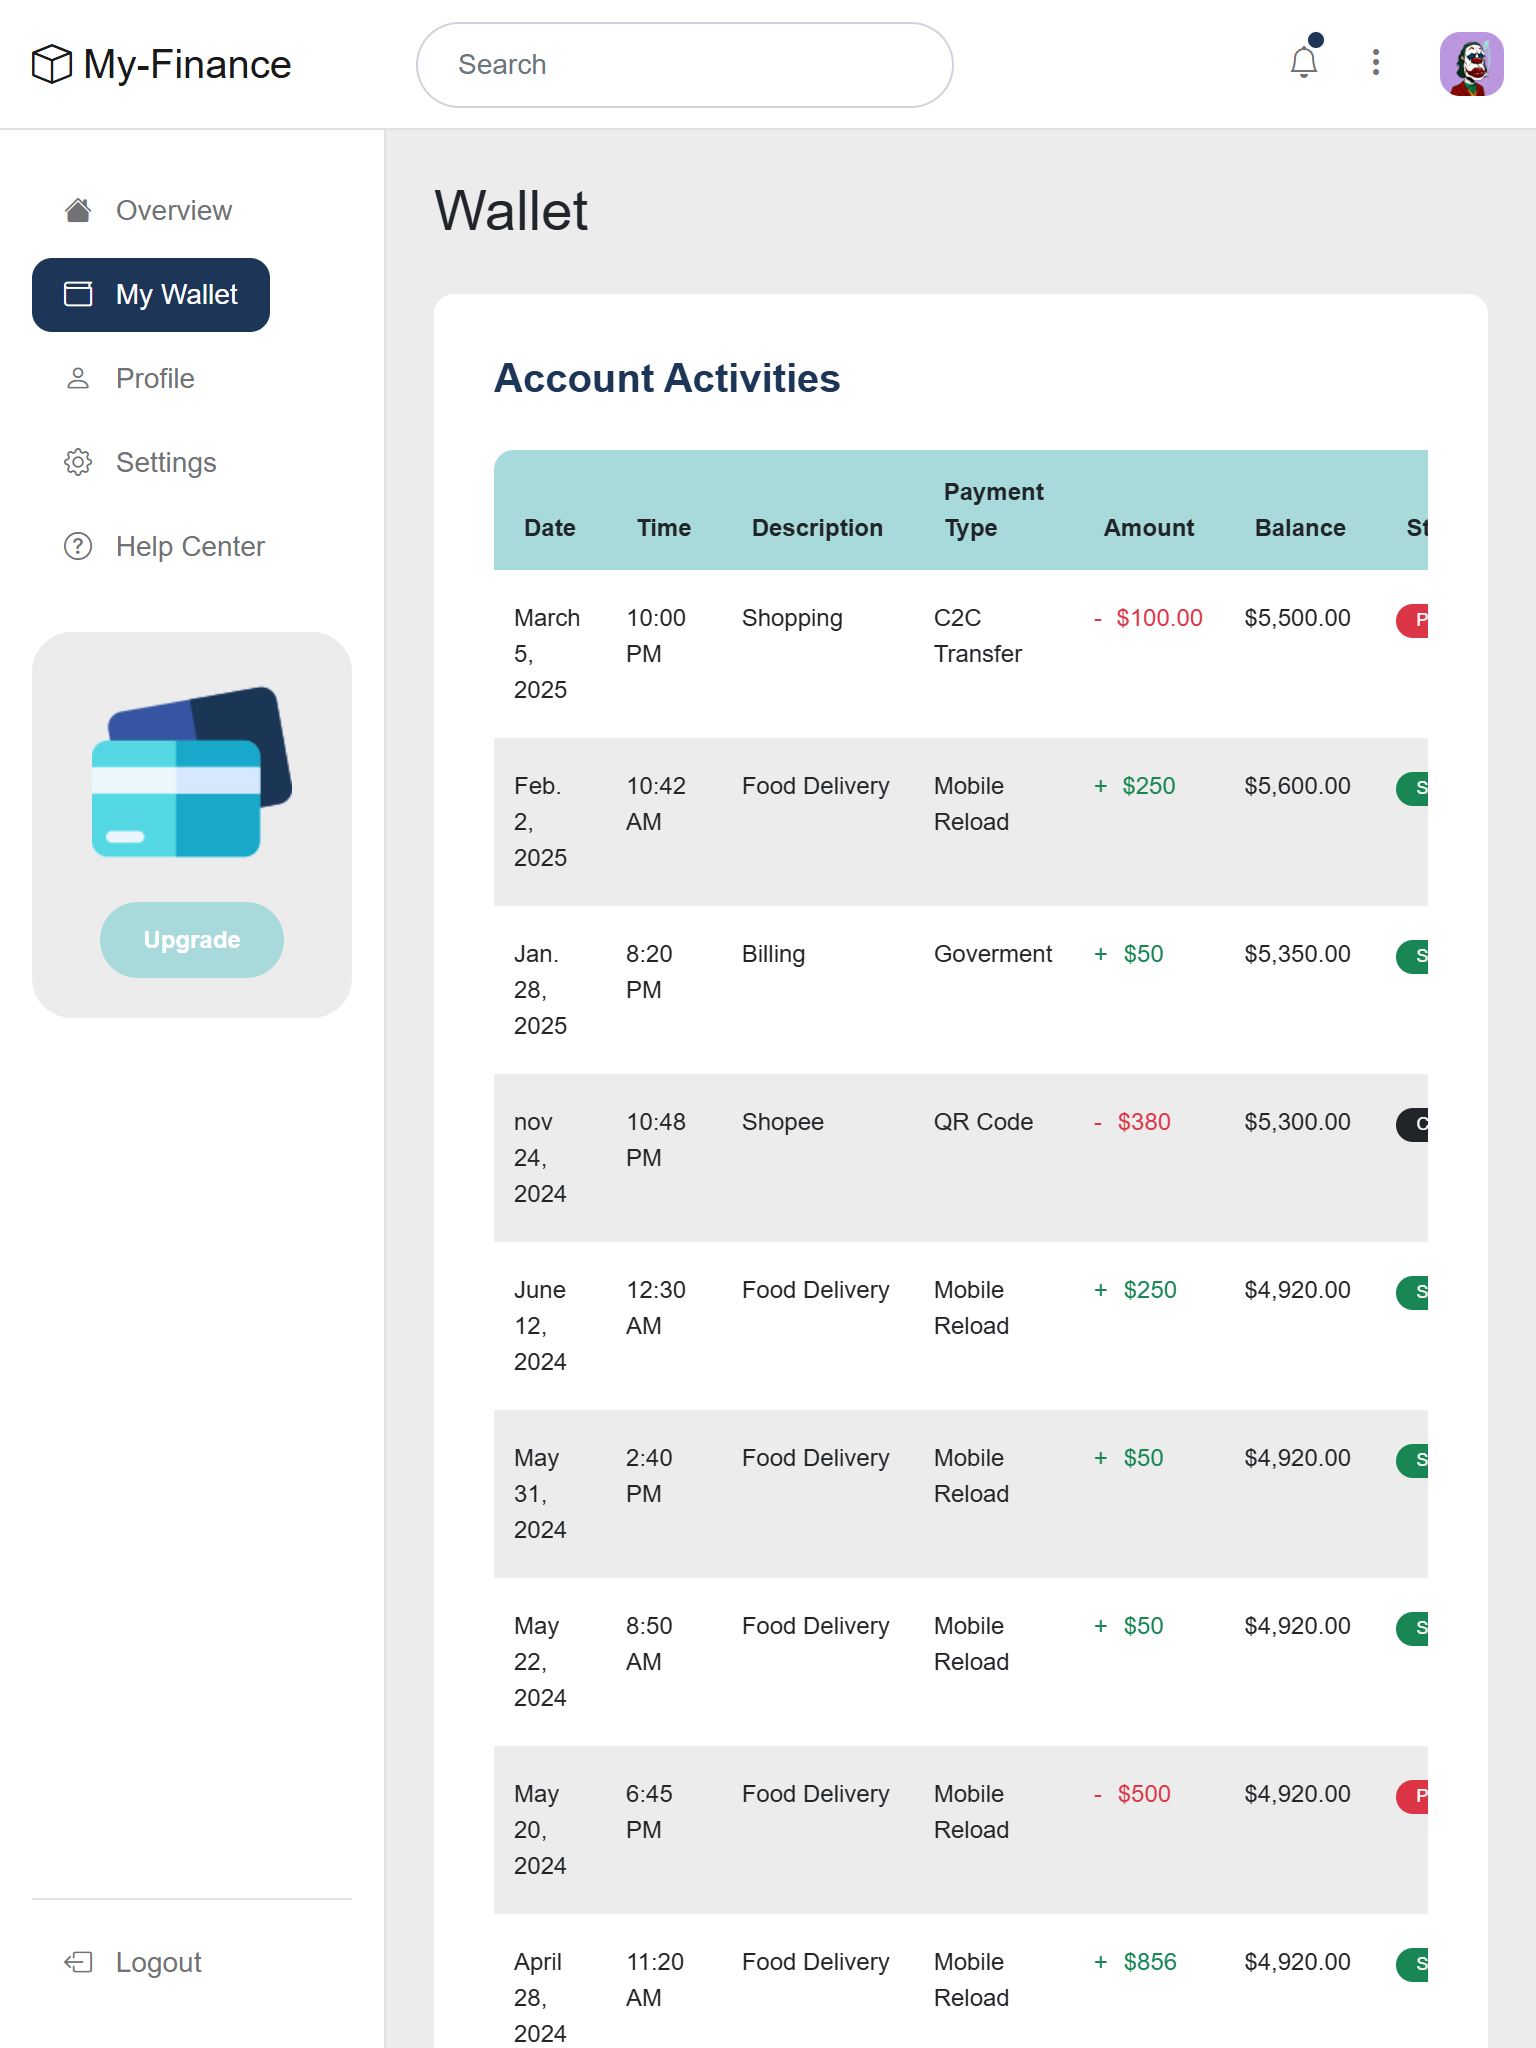 My-Finance
Search
Overview
My Wallet
Profile
Settings
Help Center
Upgrade
Logout
Wallet
Account Activities
Date Time Description Payment Type Amount Balance
March 5, 2025 10:00 PM Shopping C2C Transfer - $100.00 $5,500.00
Feb. 2, 2025 10:42 AM Food Delivery Mobile Reload + $250 $5,600.00
Jan. 28, 2025 8:20 PM Billing Goverment + $50 $5,350.00
nov 24, 2024 10:48 PM Shopee QR Code - $380 $5,300.00
June 12, 2024 12:30 AM Food Delivery Mobile Reload + $250 $4,920.00
May 31, 2024 2:40 PM Food Delivery Mobile Reload + $50 $4,920.00
May 22, 2024 8:50 AM Food Delivery Mobile Reload + $50 $4,920.00
May 20, 2024 6:45 PM Food Delivery Mobile Reload - $500 $4,920.00
April 28, 2024 11:20 AM Food Delivery Mobile Reload + $856 $4,920.00